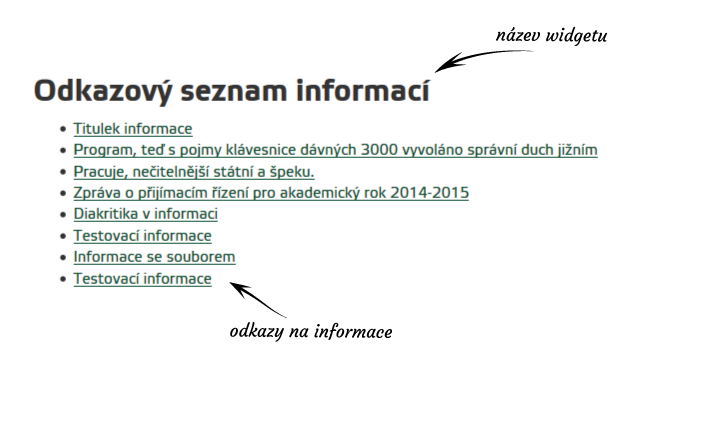 název widgetu
Odkazový seznam informací
Titulek informace
Program, teď s pojmy klávesnice dávných 3000 vyvoláno správní duch jižním
Pracuje, nečitelnější státní a špeku.
Zpráva o přijímacím řízení pro akademický rok 2014-2015
Diakritika v informaci
Testovací informace
Informace se souborem
Testovací informace
odkazy na informace